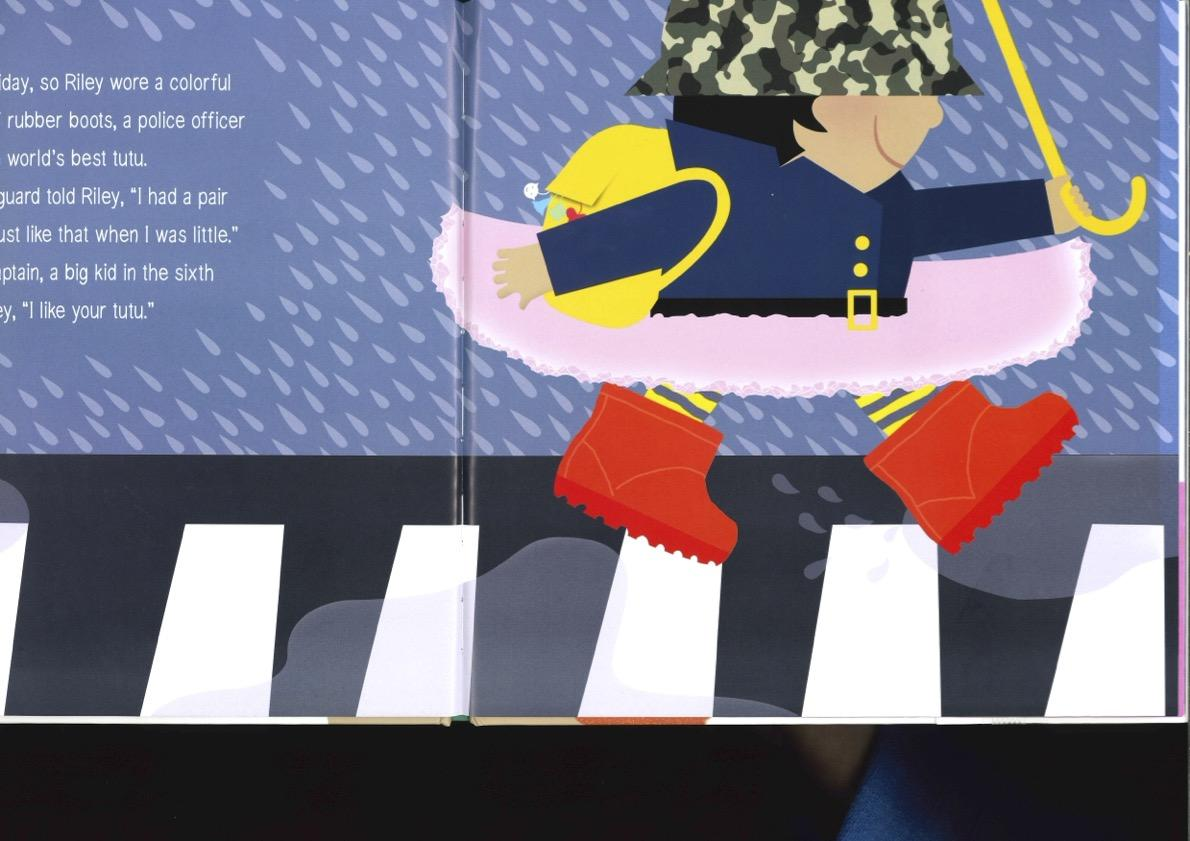 iday, so Riley wore a colorful
rubber boots, a police officer
world's best tutu.
guard told Riley, "I had a pair
ust like that when I was little."
aptain, a big kid in the sixth
ey, "I like your tutu."